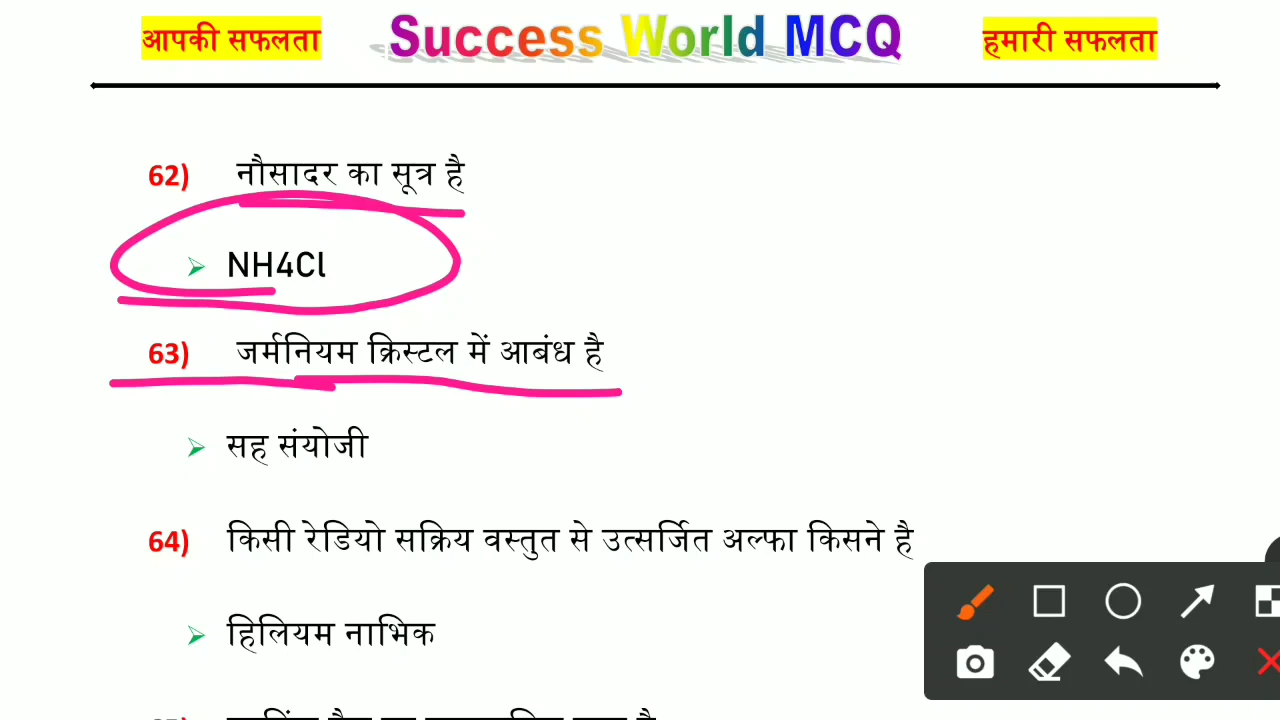 आपकी सफलता Success World MCQ हमारी सफलता
62) नौसादर का सूत्र है
➢ NH4Cl
63) जर्मनियम क्रिस्टल में आबंध है
➢ सह संयोजी
64) किसी रेडियो सक्रिय वस्तुत से उत्सर्जित अल्फा किसने है
➢ हिलियम नाभिक